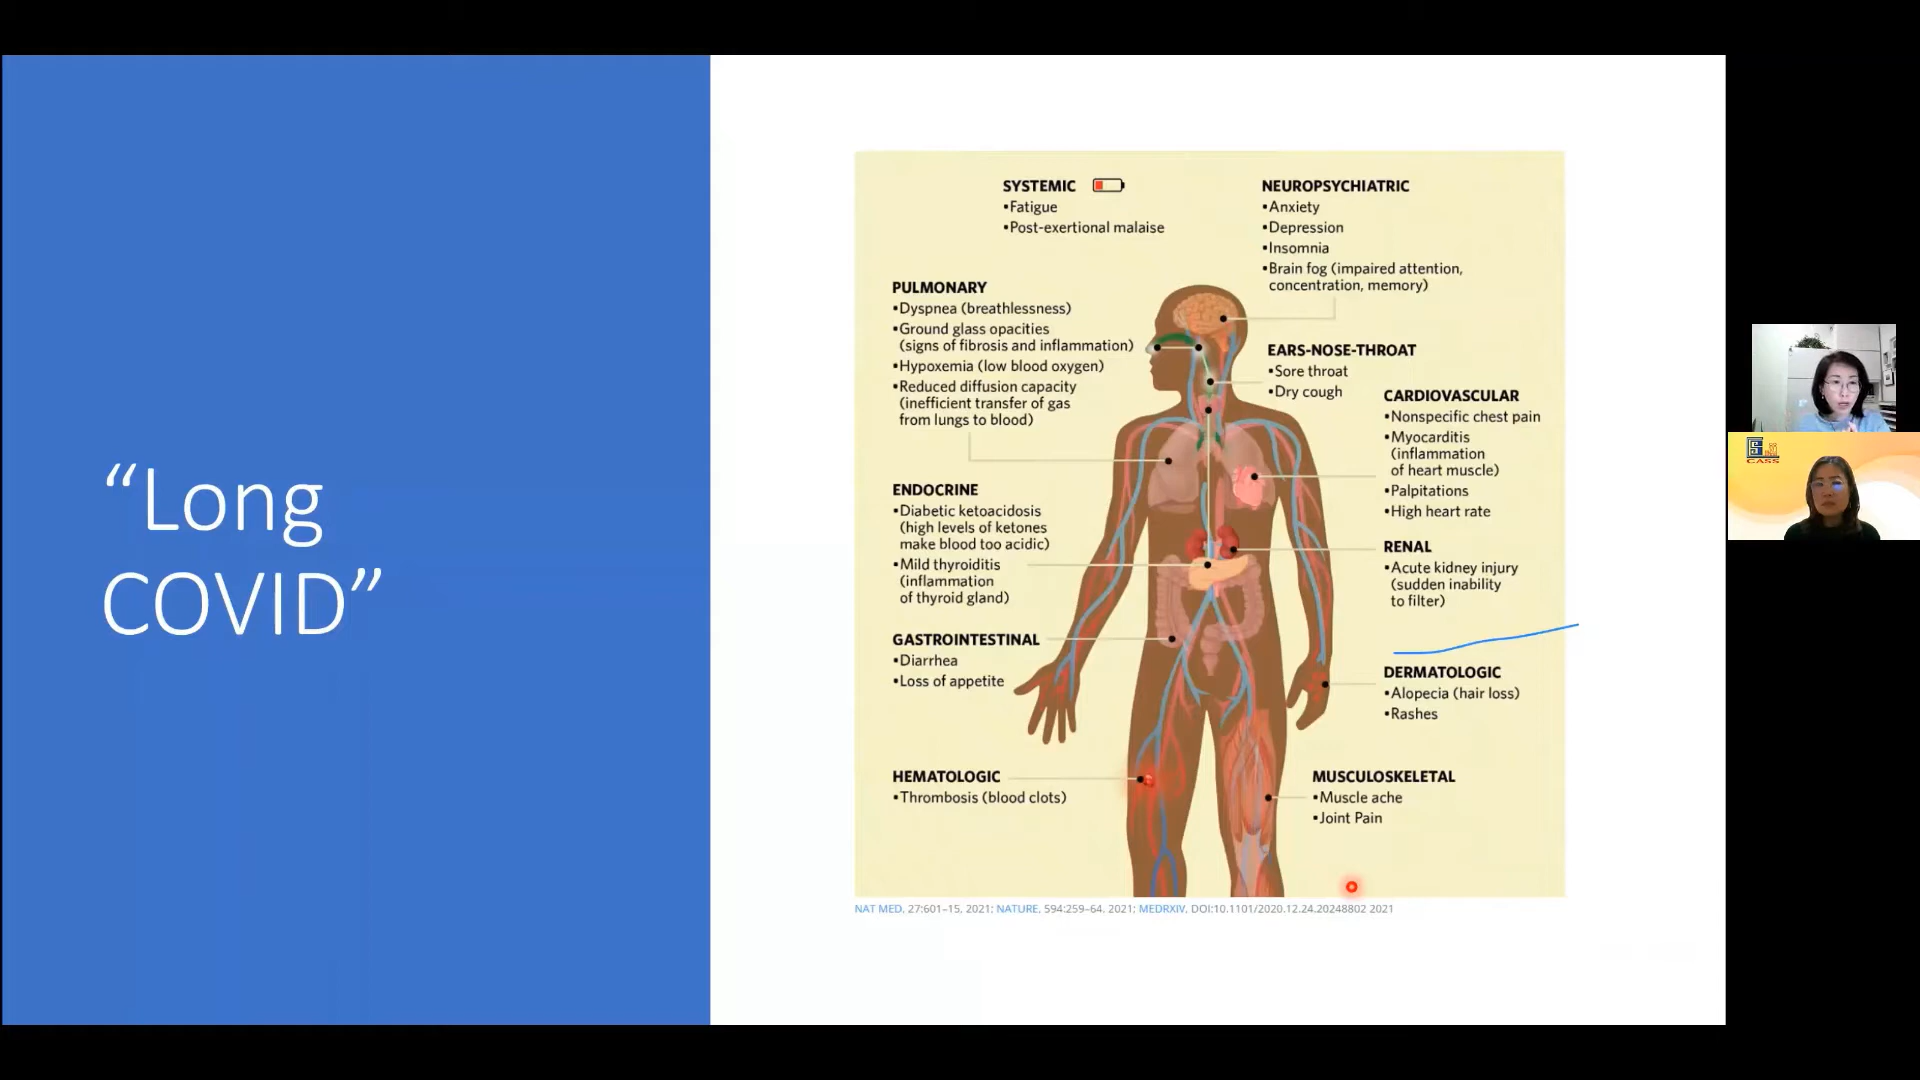 “Long
COVID”
SYSTEMIC
•Fatigue
•Post-exertional malaise
NEUROPSYCHIATRIC
•Anxiety
•Depression
•Insomnia
•Brain fog (impaired attention,
concentration, memory)
PULMONARY
•Dyspnea (breathlessness)
•Ground glass opacities
(signs of fibrosis and inflammation)
•Hypoxemia (low blood oxygen)
•Reduced diffusion capacity
(inefficient transfer of gas
from lungs to blood)
EARS-NOSE-THROAT
•Sore throat
•Dry cough
CARDIOVASCULAR
•Nonspecific chest pain
•Myocarditis
(inflammation
of heart muscle)
•Palpitations
•High heart rate
ENDOCRINE
•Diabetic ketoacidosis
(high levels of ketones
make blood too acidic)
•Mild thyroiditis
(inflammation
of thyroid gland)
RENAL
•Acute kidney injury
(sudden inability
to filter)
GASTROINTESTINAL
•Diarrhea
•Loss of appetite
DERMATOLOGIC
•Alopecia (hair loss)
•Rashes
HEMATOLOGIC
•Thrombosis (blood clots)
MUSCULOSKELETAL
•Muscle ache
•Joint Pain
NAT MED, 27:601–15, 2021; NATURE, 594:259–64, 2021; MEDRXIV, DOI:10.1101/2020.12.24.20248802 2021
CASS